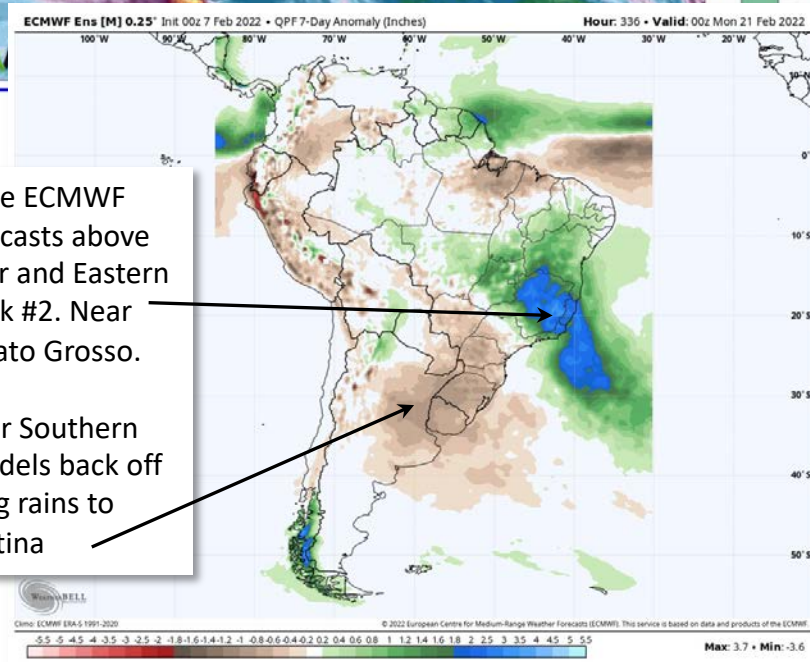 ECMWF Ens [M] 0.25° Init 00z 7 Feb 2022 • QPF 7-Day Anomaly (Inches)
Hour: 336 • Valid: 00z Mon 21 Feb 2022
100°W 90°W 80°W 70°W 60°W 50°W 40°W 30°W 20°W
10°N
0°
10°S
20°S
30°S
40°S
50°S
e ECMWF
casts above
r and Eastern
k #2. Near
ato Grosso.
r Southern
dels back off
g rains to
tina
WeatherBELL
Climo: ECMWF ERA-5 1991-2020
© 2022 European Centre for Medium-Range Weather Forecasts (ECMWF). This service is based on data and products of the ECMWF.
-5.5 -5 -4.5 -4 -3.5 -3 -2.5 -2 -1.8 -1.6 -1.4 -1.2 -1 -0.8 -0.6 -0.4 -0.2 0.2 0.4 0.6 0.8 1 1.2 1.4 1.6 1.8 2 2.5 3 3.5 4 4.5 5 5.5
Max: 3.7 • Min: -3.6